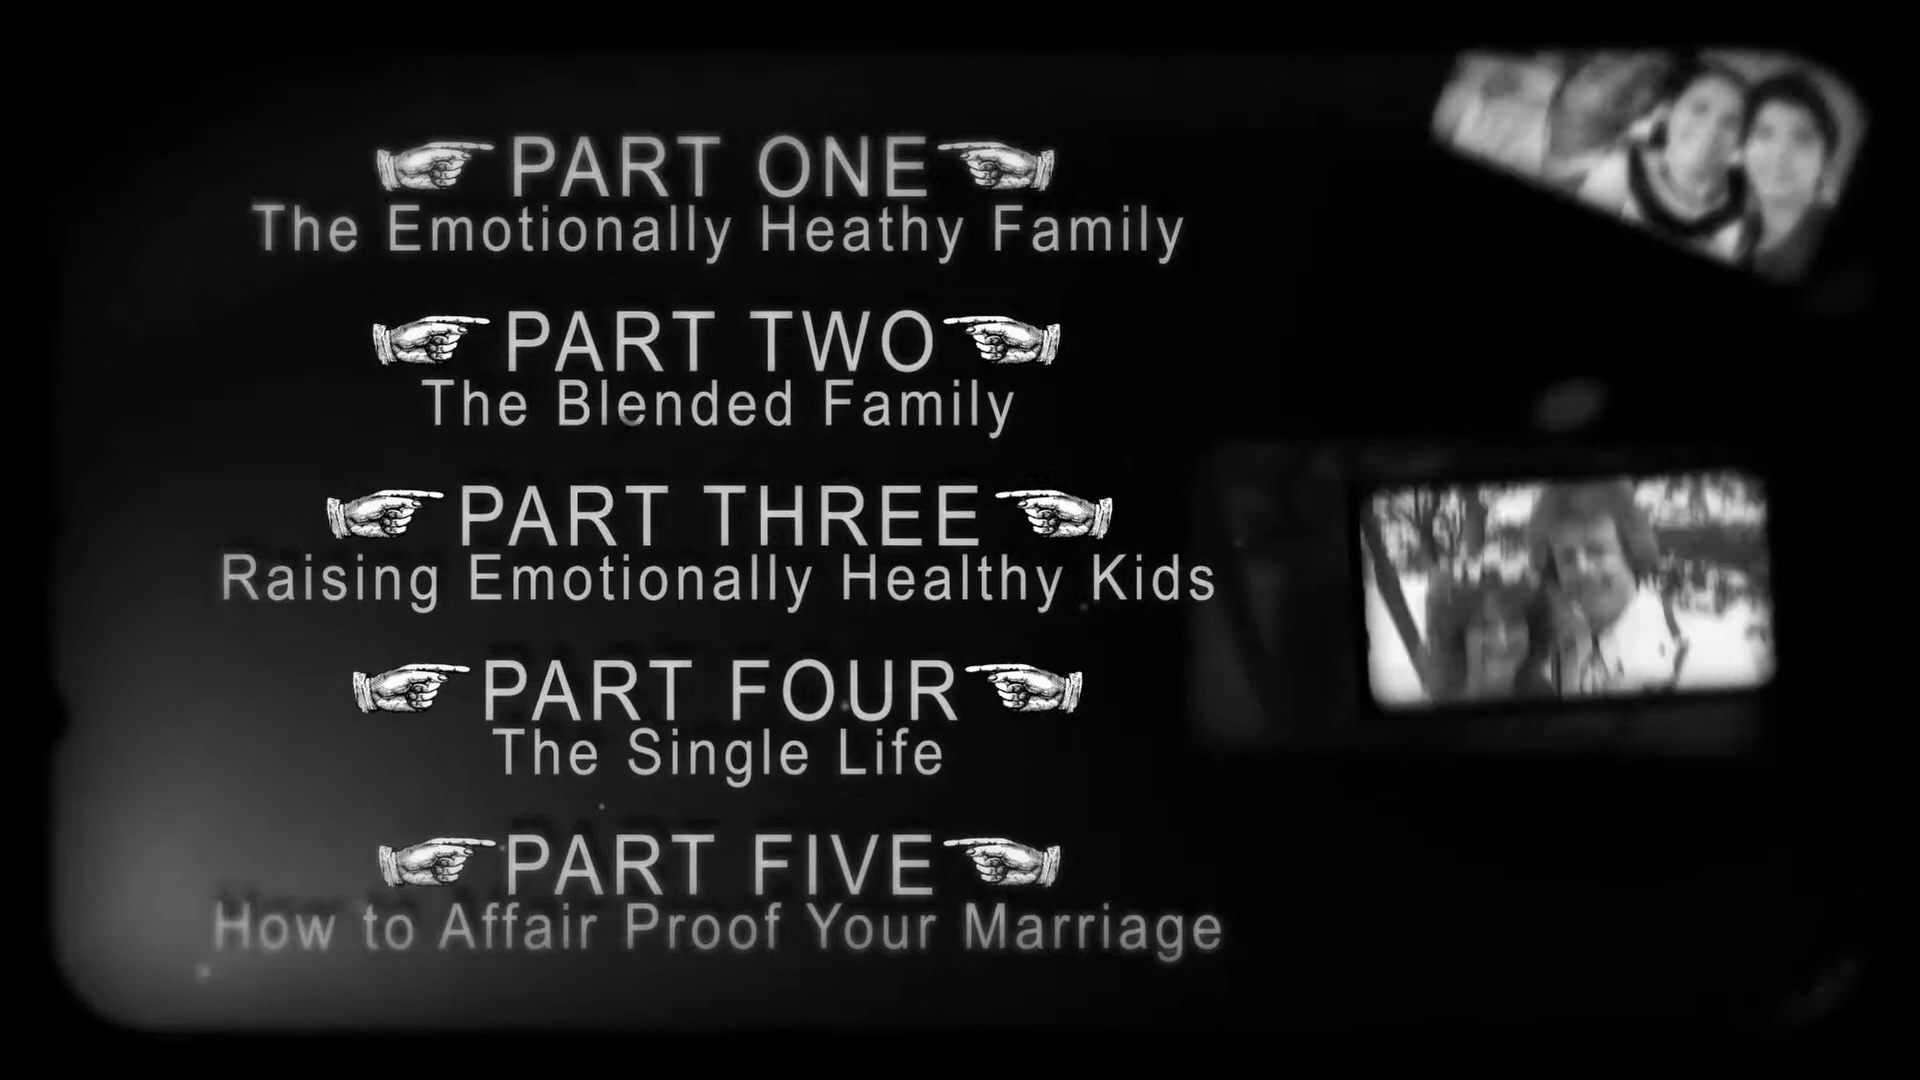 PART ONE
The Emotionally Heathy Family
PART TWO
The Blended Family
PART THREE
Raising Emotionally Healthy Kids
PART FOUR
The Single Life
PART FIVE
How to Affair Proof Your Marriage